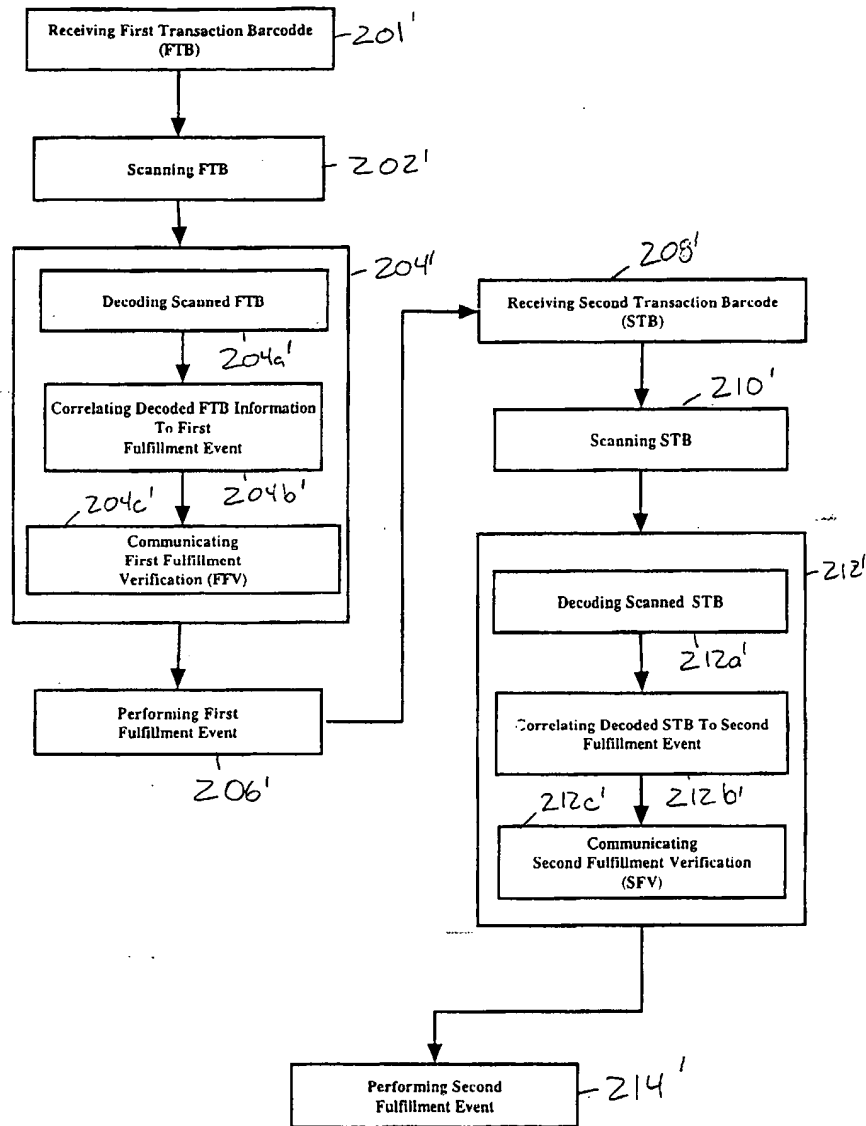 Receiving First Transaction Barcodde
(FTB)
201'
Scanning FTB
202'
204'
Decoding Scanned FTB
204a'
Correlating Decoded FTB Information
To First
Fulfillment Event
204b'
204c'
Communicating
First Fulfillment
Verification (FFV)
Performing First
Fulfillment Event
206'
208'
Receiving Second Transaction Barcode
(STB)
210'
Scanning STB
212'
Decoding Scanned STB
212a'
Correlating Decoded STB To Second
Fulfillment Event
212b'
212c'
Communicating
Second Fulfillment Verification
(SFV)
Performing Second
Fulfillment Event
214'